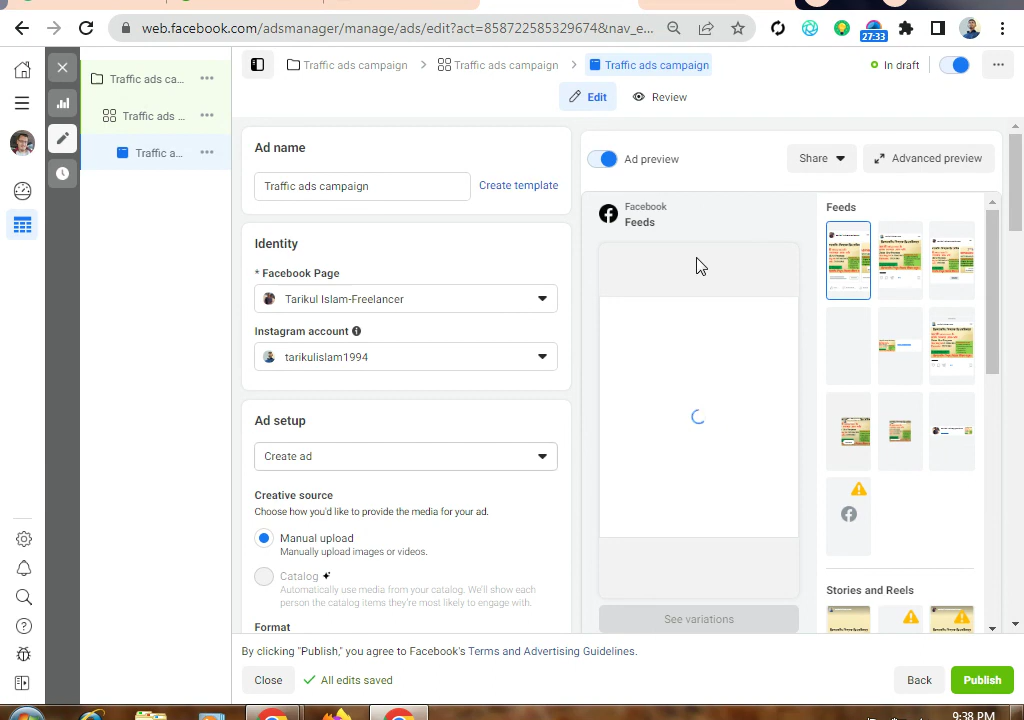 web.facebook.com/adsmanager/manage/ads/edit?act=858722585329674&nav_e...
27:33
Traffic ads ca...
Traffic ads ...
Traffic a...
Traffic ads campaign
Traffic ads campaign
Traffic ads campaign
In draft
Edit
Review
Ad name
Traffic ads campaign
Create template
Identity
* Facebook Page
Tarikul Islam-Freelancer
Instagram account
tarikulislam1994
Ad setup
Create ad
Creative source
Choose how you'd like to provide the media for your ad.
Manual upload
Manually upload images or videos.
Catalog
Automatically use media from your catalog. We'll show each
person the catalog items they're most likely to engage with.
Format
Ad preview
Share
Advanced preview
Facebook
Feeds
See variations
Feeds
Stories and Reels
By clicking "Publish," you agree to Facebook's Terms and Advertising Guidelines.
Close
All edits saved
Back
Publish
9:38 PM